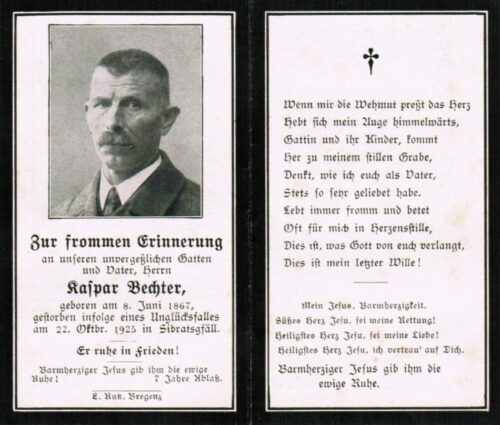 Zur frommen Erinnerung
an unseren unvergeßlichen Gatten
und Vater, Herrn
Kaspar Bechter,
geboren am 8. Juni 1867,
gestorben infolge eines Unglücksfalles
am 22. Oktbr. 1925 in Sibratsgfäll.
Er ruhe in Frieden!
Barmherziger Jesus gib ihm die ewige
Ruhe! 7 Jahre Ablaß.
L. Ruß, Bregenz
Wenn mir die Wehmut preßt das Herz
Hebt sich mein Auge himmelwärts,
Gattin und ihr Kinder, kommt
Her zu meinem stillen Grabe,
Denkt, wie ich euch als Vater,
Stets so sehr geliebet habe.
Lebt immer fromm und betet
Oft für mich in Herzensstille,
Dies ist, was Gott von euch verlangt,
Dies ist mein letzter Wille!
Mein Jesus, Barmherzigkeit.
Süßes Herz Jesu, sei meine Rettung!
Heiligstes Herz Jesu, sei meine Liebe!
Heiligstes Herz Jesu, ich vertrau' auf Dich.
Barmherziger Jesus gib ihm die
ewige Ruhe.